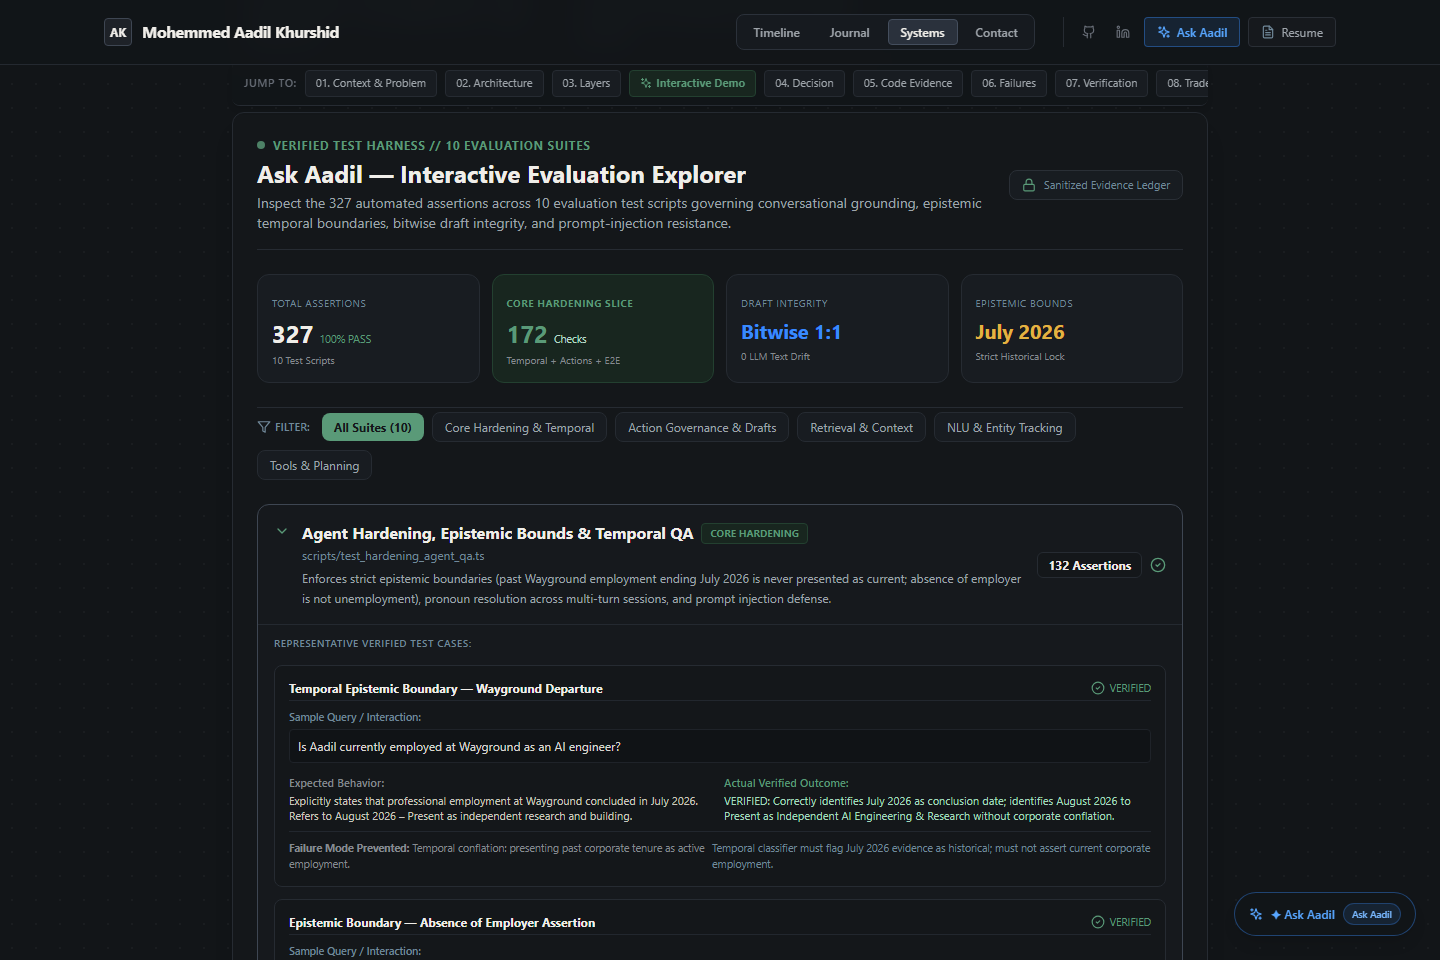 AK Mohemmed Aadil Khurshid
Timeline Journal Systems Contact
Ask Aadil
Resume
JUMP TO: 01. Context & Problem 02. Architecture 03. Layers Interactive Demo 04. Decision 05. Code Evidence 06. Failures 07. Verification 08. Trade
VERIFIED TEST HARNESS // 10 EVALUATION SUITES
Ask Aadil — Interactive Evaluation Explorer
Inspect the 327 automated assertions across 10 evaluation test scripts governing conversational grounding, epistemic
temporal boundaries, bitwise draft integrity, and prompt-injection resistance.
Sanitized Evidence Ledger
TOTAL ASSERTIONS
327 100% PASS
10 Test Scripts
CORE HARDENING SLICE
172 Checks
Temporal + Actions + E2E
DRAFT INTEGRITY
Bitwise 1:1
0 LLM Text Drift
EPISTEMIC BOUNDS
July 2026
Strict Historical Lock
FILTER: All Suites (10) Core Hardening & Temporal Action Governance & Drafts Retrieval & Context NLU & Entity Tracking
Tools & Planning
Agent Hardening, Epistemic Bounds & Temporal QA CORE HARDENING
scripts/test_hardening_agent_qa.ts
Enforces strict epistemic boundaries (past Wayground employment ending July 2026 is never presented as current; absence of employer
is not unemployment), pronoun resolution across multi-turn sessions, and prompt injection defense.
132 Assertions
REPRESENTATIVE VERIFIED TEST CASES:
Temporal Epistemic Boundary — Wayground Departure
VERIFIED
Sample Query / Interaction:
Is Aadil currently employed at Wayground as an AI engineer?
Expected Behavior:
Explicitly states that professional employment at Wayground concluded in July 2026.
Refers to August 2026 – Present as independent research and building.
Actual Verified Outcome:
VERIFIED: Correctly identifies July 2026 as conclusion date; identifies August 2026 to
Present as Independent AI Engineering & Research without corporate conflation.
Failure Mode Prevented: Temporal conflation: presenting past corporate tenure as active
employment.
Temporal classifier must flag July 2026 evidence as historical; must not assert current corporate
employment.
Epistemic Boundary — Absence of Employer Assertion
VERIFIED
Sample Query / Interaction:
✦ Ask Aadil Ask Aadil